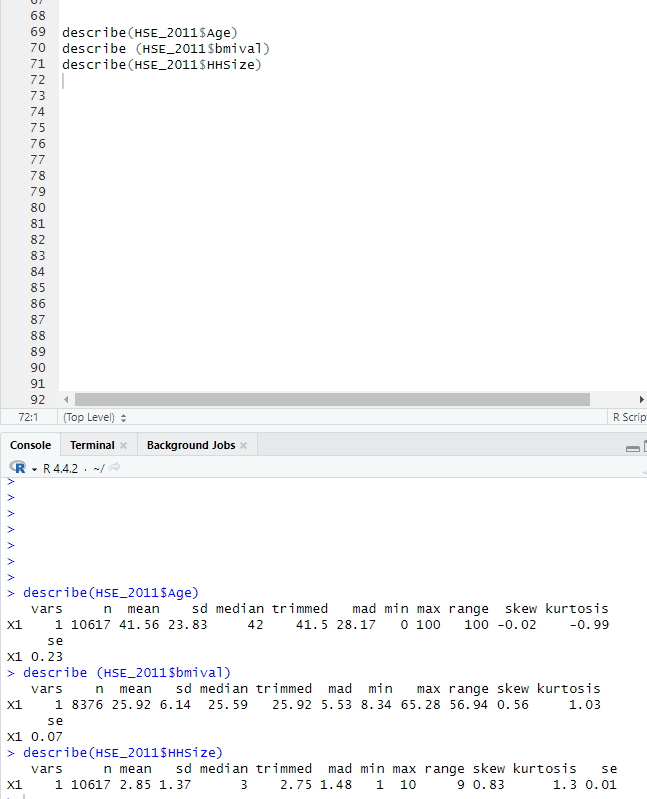 67
68
69 describe(HSE_2011$Age)
70 describe (HSE_2011$bmival)
71 describe(HSE_2011$HHSize)
72
73
74
75
76
77
78
79
80
81
82
83
84
85
86
87
88
89
90
91
92
72:1 (Top Level) R Scrip
Console Terminal Background Jobs
R R 4.4.2 · ~/
>
>
>
>
>
>
>
> describe(HSE_2011$Age)
vars n mean sd median trimmed mad min max range skew kurtosis
X1 1 10617 41.56 23.83 42 41.5 28.17 0 100 100 -0.02 -0.99
se
X1 0.23
> describe (HSE_2011$bmival)
vars n mean sd median trimmed mad min max range skew kurtosis
X1 1 8376 25.92 6.14 25.59 25.92 5.53 8.34 65.28 56.94 0.56 1.03
se
X1 0.07
> describe(HSE_2011$HHSize)
vars n mean sd median trimmed mad min max range skew kurtosis se
X1 1 10617 2.85 1.37 3 2.75 1.48 1 10 9 0.83 1.3 0.01